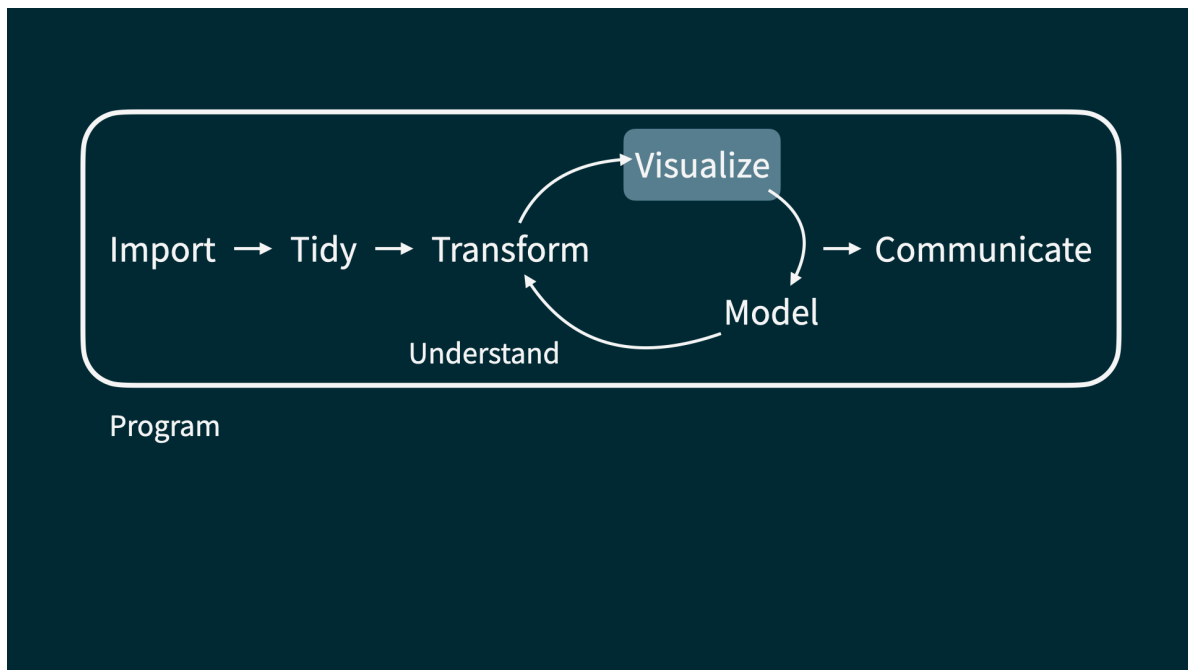 Visualize
Import → Tidy → Transform → Communicate
Model
Understand
Program